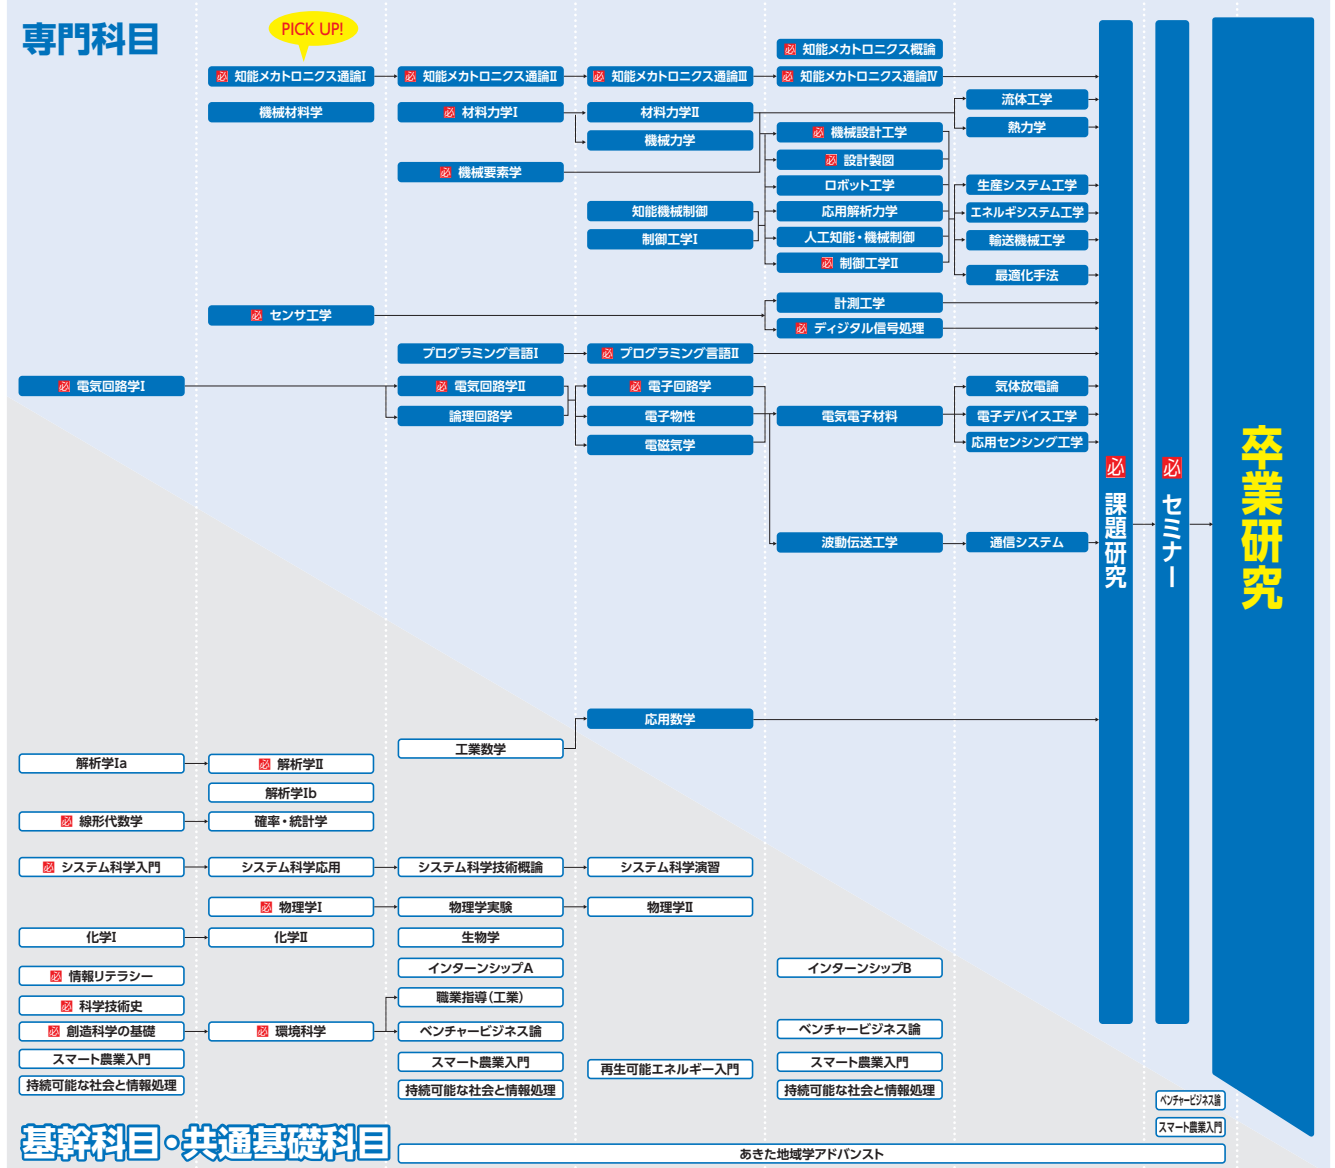 専門科目
PICK UP!
必 知能メカトロニクス概論
必 知能メカトロニクス通論Ⅰ
必 知能メカトロニクス通論Ⅱ
必 知能メカトロニクス通論Ⅲ
必 知能メカトロニクス通論Ⅳ
機械材料学
必 材料力学Ⅰ
材料力学Ⅱ
流体工学
機械力学
必 機械設計工学
熱力学
必 機械要素学
必 設計製図
ロボット工学
生産システム工学
知能機械制御
応用解析力学
エネルギシステム工学
制御工学Ⅰ
人工知能・機械制御
輸送機械工学
必 制御工学Ⅱ
最適化手法
必 センサ工学
計測工学
必 ディジタル信号処理
プログラミング言語Ⅰ
必 プログラミング言語Ⅱ
必 電気回路学Ⅰ
必 電気回路学Ⅱ
必 電子回路学
気体放電論
論理回路学
電子物性
電気電子材料
電子デバイス工学
電磁気学
応用センシング工学
波動伝送工学
通信システム
必 課題研究
必 セミナー
卒業研究
応用数学
工業数学
解析学Ⅰa
必 解析学Ⅱ
解析学Ⅰb
必 線形代数学
確率・統計学
必 システム科学入門
システム科学応用
システム科学技術概論
システム科学演習
必 物理学Ⅰ
物理学実験
物理学Ⅱ
化学Ⅰ
化学Ⅱ
生物学
必 情報リテラシー
インターンシップA
インターンシップB
必 科学技術史
職業指導(工業)
必 創造科学の基礎
必 環境科学
ベンチャービジネス論
ベンチャービジネス論
スマート農業入門
スマート農業入門
再生可能エネルギー入門
スマート農業入門
持続可能な社会と情報処理
持続可能な社会と情報処理
持続可能な社会と情報処理
ベンチャービジネス論
スマート農業入門
基幹科目・共通基礎科目
あきた地域学アドバンスト